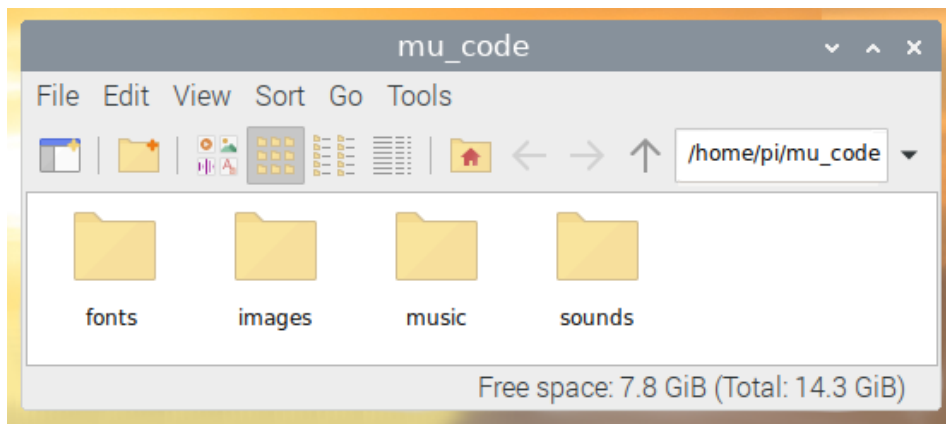 mu_code
File Edit View Sort Go Tools
/home/pi/mu_code
fonts images music sounds
Free space: 7.8 GiB (Total: 14.3 GiB)